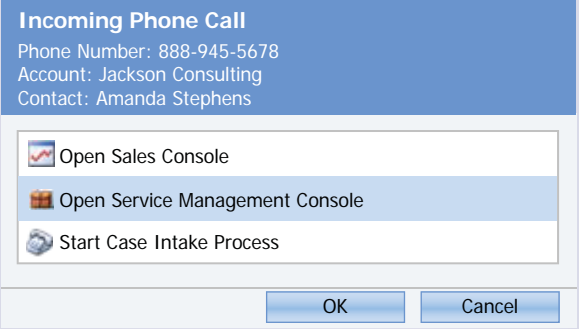 Incoming Phone Call
Phone Number: 888-945-5678
Account: Jackson Consulting
Contact: Amanda Stephens
Open Sales Console
Open Service Management Console
Start Case Intake Process
OK Cancel